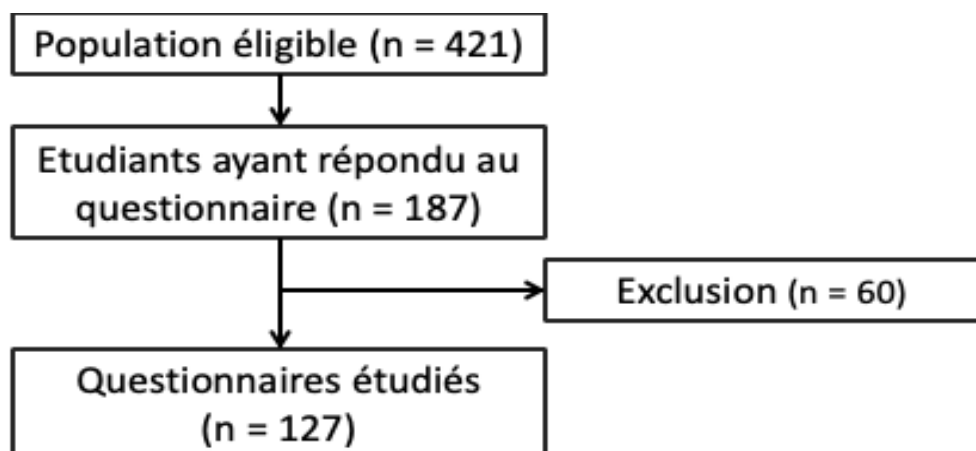 Population éligible (n = 421)
Etudiants ayant répondu au
questionnaire (n = 187)
Exclusion (n = 60)
Questionnaires étudiés
(n = 127)